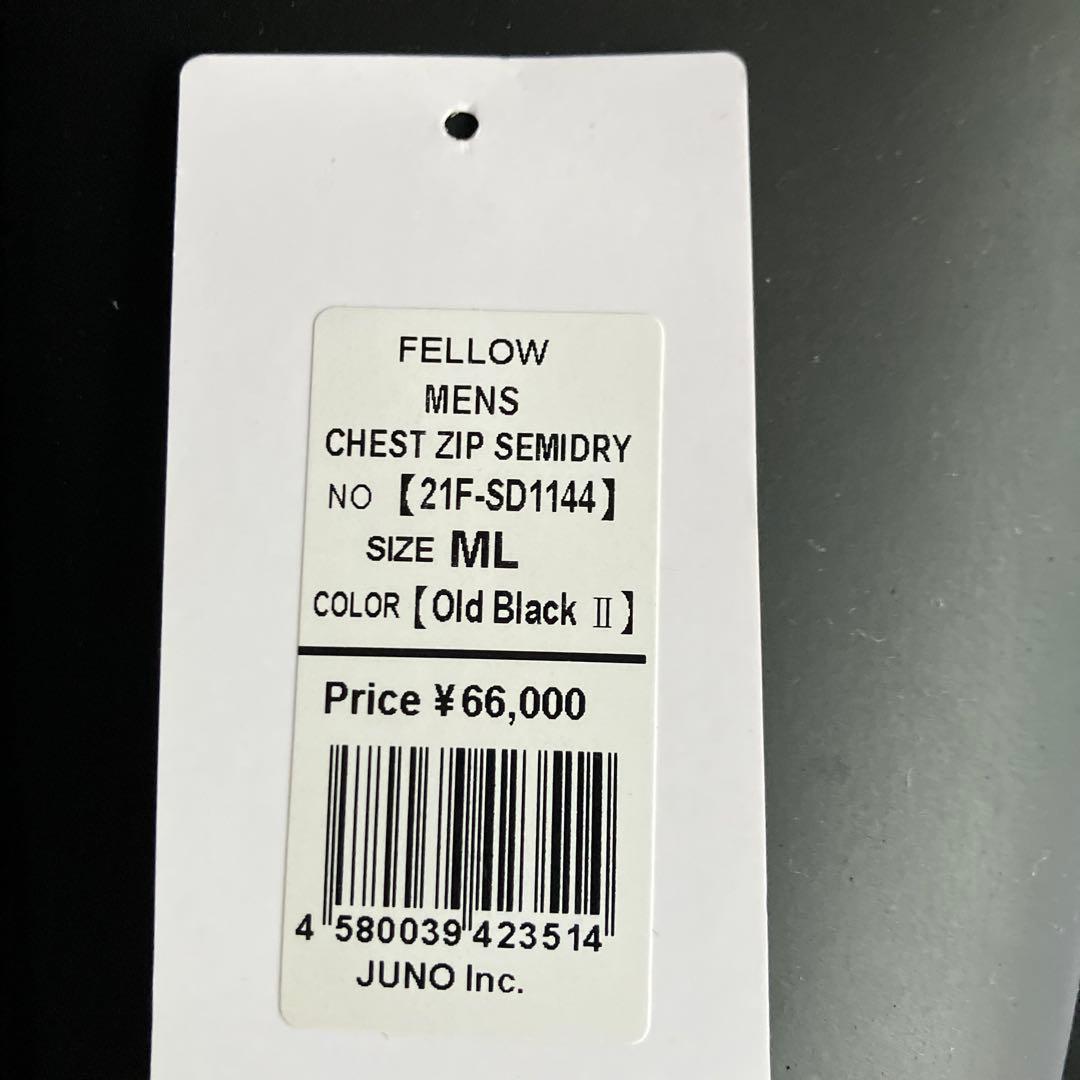 FELLOW
MENS
CHEST ZIP SEMIDRY
NO【21F-SD1144】
SIZE ML
COLOR【Old Black Ⅱ】
Price ¥66,000
4 580039 423514
JUNO Inc.